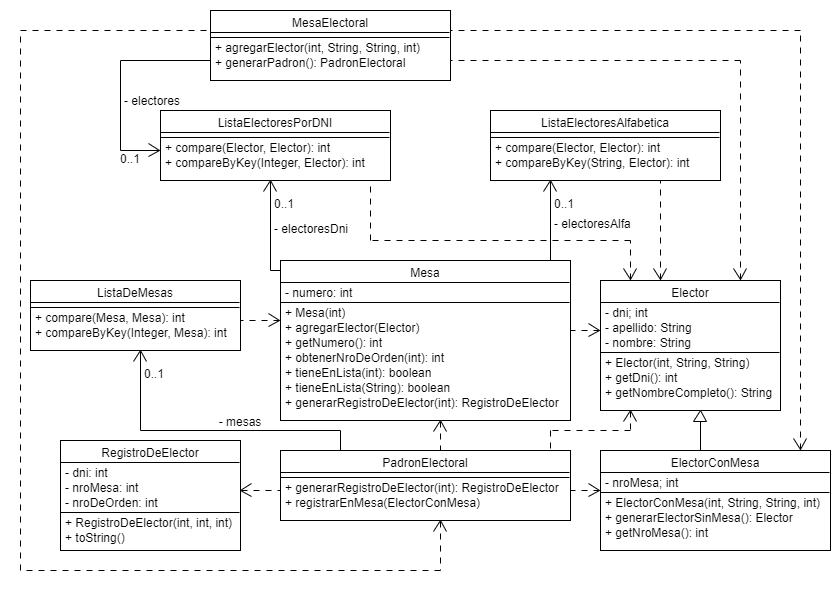 MesaElectoral
+ agregarElector(int, String, String, int)
+ generarPadron(): PadronElectoral
- electores
0..1
ListaElectoresPorDNI
+ compare(Elector, Elector): int
+ compareByKey(Integer, Elector): int
ListaElectoresAlfabetica
+ compare(Elector, Elector): int
+ compareByKey(String, Elector): int
0..1
- electoresDni
0..1
- electoresAlfa
ListaDeMesas
+ compare(Mesa, Mesa): int
+ compareByKey(Integer, Mesa): int
Mesa
- numero: int
+ Mesa(int)
+ agregarElector(Elector)
+ getNumero(): int
+ obtenerNroDeOrden(int): int
+ tieneEnLista(int): boolean
+ tieneEnLista(String): boolean
+ generarRegistroDeElector(int): RegistroDeElector
Elector
- dni; int
- apellido: String
- nombre: String
+ Elector(int, String, String)
+ getDni(): int
+ getNombreCompleto(): String
0..1
- mesas
RegistroDeElector
- dni: int
- nroMesa: int
- nroDeOrden: int
+ RegistroDeElector(int, int, int)
+ toString()
PadronElectoral
+ generarRegistroDeElector(int): RegistroDeElector
+ registrarEnMesa(ElectorConMesa)
ElectorConMesa
- nroMesa; int
+ ElectorConMesa(int, String, String, int)
+ generarElectorSinMesa(): Elector
+ getNroMesa(): int